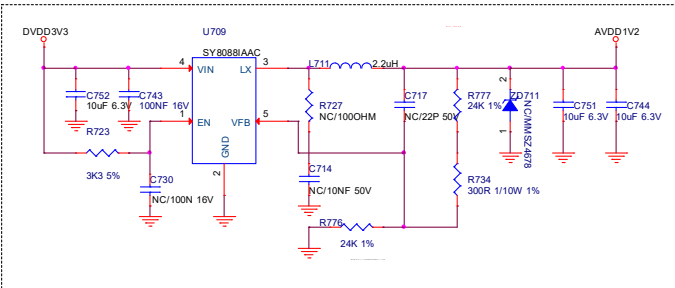 DVDD3V3
U709
AVDD1V2
SY8088IAAC
4
VIN
LX
3
L711
2.2uH
C752
10uF 6.3V
C743
100NF 16V
R727
NC/100OHM
C717
NC/22P 50V
R777
24K 1%
2
ZD711
NC/MMSZ4678
1
C751
10uF 6.3V
C744
10uF 6.3V
1
EN
VFB
5
R723
3K3 5%
GND
2
C730
NC/100N 16V
C714
NC/10NF 50V
R734
300R 1/10W 1%
R776
24K 1%